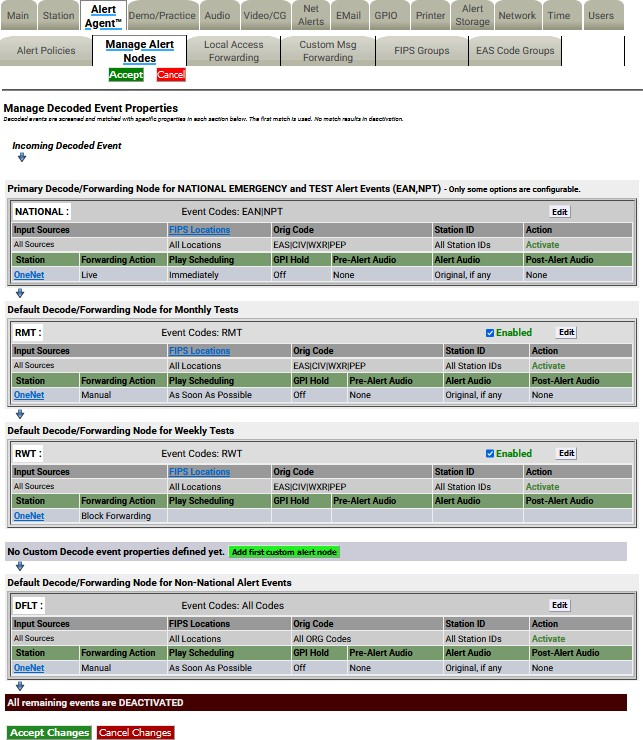 Main Station Alert Agent™ Demo/Practice Audio Video/CG Net Alerts EMail GPIO Printer Alert Storage Network Time Users
Alert Policies Manage Alert Nodes Local Access Forwarding Custom Msg Forwarding FIPS Groups EAS Code Groups
Accept Cancel
Manage Decoded Event Properties
Decoded events are screened and matched with specific properties in each section below. The first match is used. No match results in deactivation.
Incoming Decoded Event
Primary Decode/Forwarding Node for NATIONAL EMERGENCY and TEST Alert Events (EAN,NPT) - Only some options are configurable.
NATIONAL : Event Codes: EAN|NPT Edit
Input Sources FIPS Locations Orig Code Station ID Action
All Sources All Locations EAS|CIV|WXR|PEP All Station IDs Activate
Station Forwarding Action Play Scheduling GPI Hold Pre-Alert Audio Alert Audio Post-Alert Audio
OneNet Live Immediately Off None Original, if any None
Default Decode/Forwarding Node for Monthly Tests
RMT : Event Codes: RMT Enabled Edit
Input Sources FIPS Locations Orig Code Station ID Action
All Sources All Locations EAS|CIV|WXR|PEP All Station IDs Activate
Station Forwarding Action Play Scheduling GPI Hold Pre-Alert Audio Alert Audio Post-Alert Audio
OneNet Manual As Soon As Possible Off None Original, if any None
Default Decode/Forwarding Node for Weekly Tests
RWT : Event Codes: RWT Enabled Edit
Input Sources FIPS Locations Orig Code Station ID Action
All Sources All Locations EAS|CIV|WXR|PEP All Station IDs Activate
Station Forwarding Action Play Scheduling GPI Hold Pre-Alert Audio Alert Audio Post-Alert Audio
OneNet Block Forwarding
No Custom Decode event properties defined yet. Add first custom alert node
Default Decode/Forwarding Node for Non-National Alert Events
DFLT : Event Codes: All Codes Edit
Input Sources FIPS Locations Orig Code Station ID Action
All Sources All Locations All ORG Codes All Station IDs Activate
Station Forwarding Action Play Scheduling GPI Hold Pre-Alert Audio Alert Audio Post-Alert Audio
OneNet Manual As Soon As Possible Off None Original, if any None
All remaining events are DEACTIVATED
Accept Changes Cancel Changes